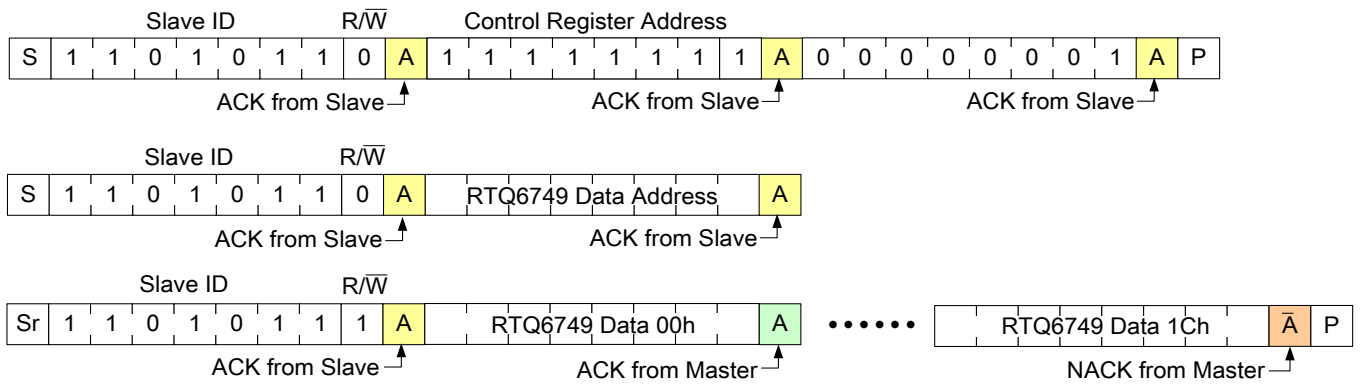 Slave ID R/W̅ Control Register Address
S 1 1 0 1 0 1 1 0 A 1 1 1 1 1 1 1 1 A 0 0 0 0 0 0 0 1 A P
ACK from Slave ACK from Slave ACK from Slave
Slave ID R/W̅
S 1 1 0 1 0 1 1 0 A RTQ6749 Data Address A
ACK from Slave ACK from Slave
Slave ID R/W̅
Sr 1 1 0 1 0 1 1 1 A RTQ6749 Data 00h A •••••• RTQ6749 Data 1Ch A̅ P
ACK from Slave ACK from Master NACK from Master